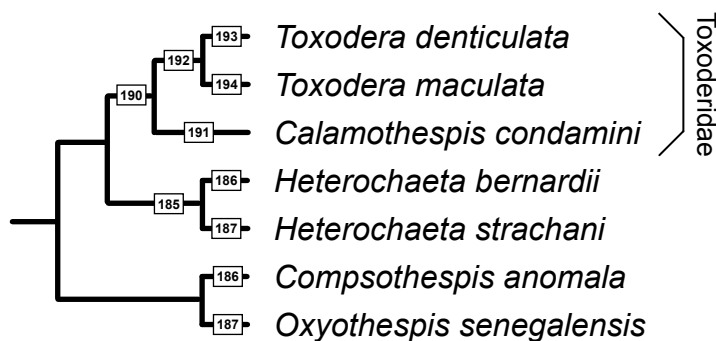 193 Toxodera denticulata
192
194 Toxodera maculata
190
191 Calamothespis condamini
Toxoderidae
186 Heterochaeta bernardii
185
187 Heterochaeta strachani
186 Compsothespis anomala
187 Oxyothespis senegalensis